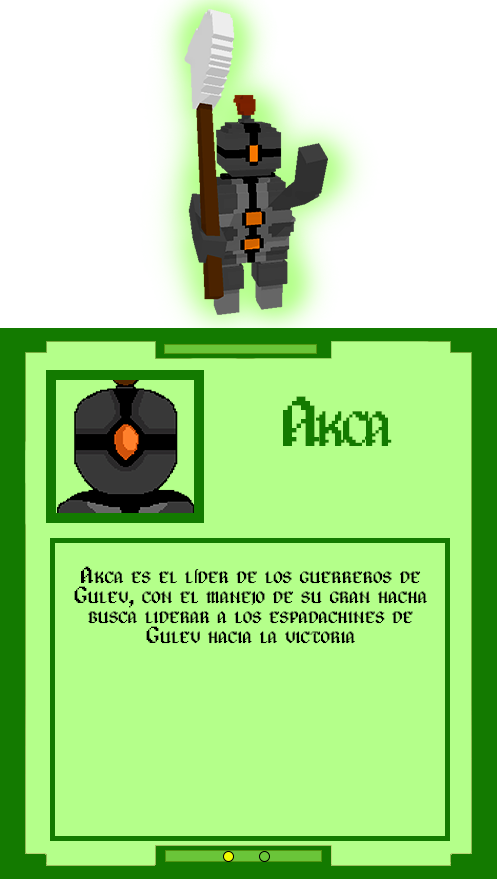 Akca
Akca es el líder de los guerreros de
Gulev, con el manejo de su gran hacha
busca liderar a los espadachines de
Gulev hacia la victoria